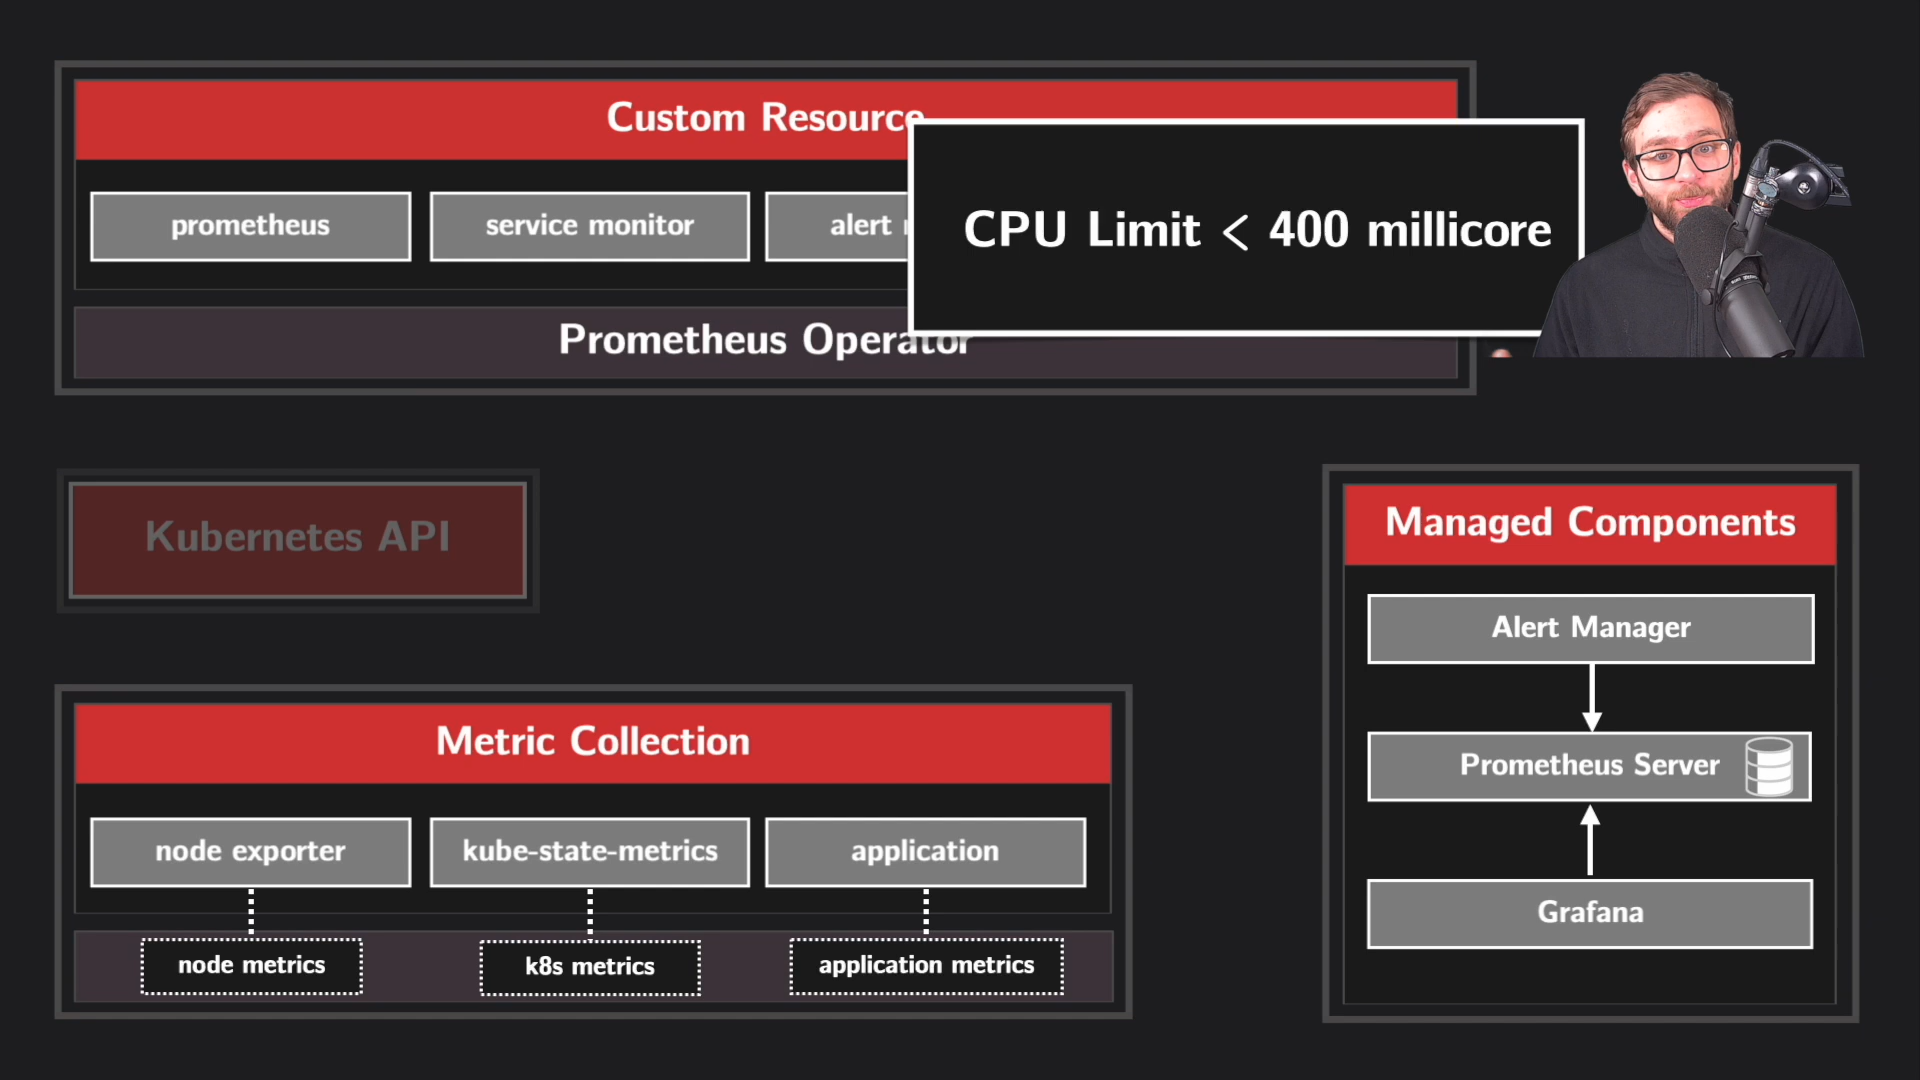 Custom Resource
prometheus
service monitor
alert
CPU Limit < 400 millicore
Prometheus Operator
Kubernetes API
Managed Components
Alert Manager
Prometheus Server
Grafana
Metric Collection
node exporter
kube-state-metrics
application
node metrics
k8s metrics
application metrics